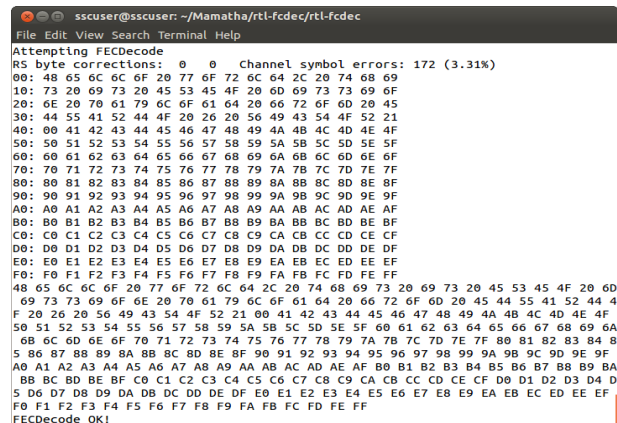 sscuser@sscuser: ~/Mamatha/rtl-fcdec/rtl-fcdec
File Edit View Search Terminal Help
Attempting FECDecode
RS byte corrections:  0   0   Channel symbol errors: 172 (3.31%)
00: 48 65 6C 6C 6F 20 77 6F 72 6C 64 2C 20 74 68 69
10: 73 20 69 73 20 45 53 45 4F 20 6D 69 73 73 69 6F
20: 6E 20 70 61 79 6C 6F 61 64 20 66 72 6F 6D 20 45
30: 44 55 41 52 44 4F 20 26 20 56 49 43 54 4F 52 21
40: 00 41 42 43 44 45 46 47 48 49 4A 4B 4C 4D 4E 4F
50: 50 51 52 53 54 55 56 57 58 59 5A 5B 5C 5D 5E 5F
60: 60 61 62 63 64 65 66 67 68 69 6A 6B 6C 6D 6E 6F
70: 70 71 72 73 74 75 76 77 78 79 7A 7B 7C 7D 7E 7F
80: 80 81 82 83 84 85 86 87 88 89 8A 8B 8C 8D 8E 8F
90: 90 91 92 93 94 95 96 97 98 99 9A 9B 9C 9D 9E 9F
A0: A0 A1 A2 A3 A4 A5 A6 A7 A8 A9 AA AB AC AD AE AF
B0: B0 B1 B2 B3 B4 B5 B6 B7 B8 B9 BA BB BC BD BE BF
C0: C0 C1 C2 C3 C4 C5 C6 C7 C8 C9 CA CB CC CD CE CF
D0: D0 D1 D2 D3 D4 D5 D6 D7 D8 D9 DA DB DC DD DE DF
E0: E0 E1 E2 E3 E4 E5 E6 E7 E8 E9 EA EB EC ED EE EF
F0: F0 F1 F2 F3 F4 F5 F6 F7 F8 F9 FA FB FC FD FE FF
48 65 6C 6C 6F 20 77 6F 72 6C 64 2C 20 74 68 69 73 20 69 73 20 45 53 45 4F 20 6D
69 73 73 69 6F 6E 20 70 61 79 6C 6F 61 64 20 66 72 6F 6D 20 45 44 55 41 52 44 4
F 20 26 20 56 49 43 54 4F 52 21 00 41 42 43 44 45 46 47 48 49 4A 4B 4C 4D 4E 4F
50 51 52 53 54 55 56 57 58 59 5A 5B 5C 5D 5E 5F 60 61 62 63 64 65 66 67 68 69 6A
6B 6C 6D 6E 6F 70 71 72 73 74 75 76 77 78 79 7A 7B 7C 7D 7E 7F 80 81 82 83 84 8
5 86 87 88 89 8A 8B 8C 8D 8E 8F 90 91 92 93 94 95 96 97 98 99 9A 9B 9C 9D 9E 9F
A0 A1 A2 A3 A4 A5 A6 A7 A8 A9 AA AB AC AD AE AF B0 B1 B2 B3 B4 B5 B6 B7 B8 B9 BA
BB BC BD BE BF C0 C1 C2 C3 C4 C5 C6 C7 C8 C9 CA CB CC CD CE CF D0 D1 D2 D3 D4 D
5 D6 D7 D8 D9 DA DB DC DD DE DF E0 E1 E2 E3 E4 E5 E6 E7 E8 E9 EA EB EC ED EE EF
F0 F1 F2 F3 F4 F5 F6 F7 F8 F9 FA FB FC FD FE FF
FECDecode OK!